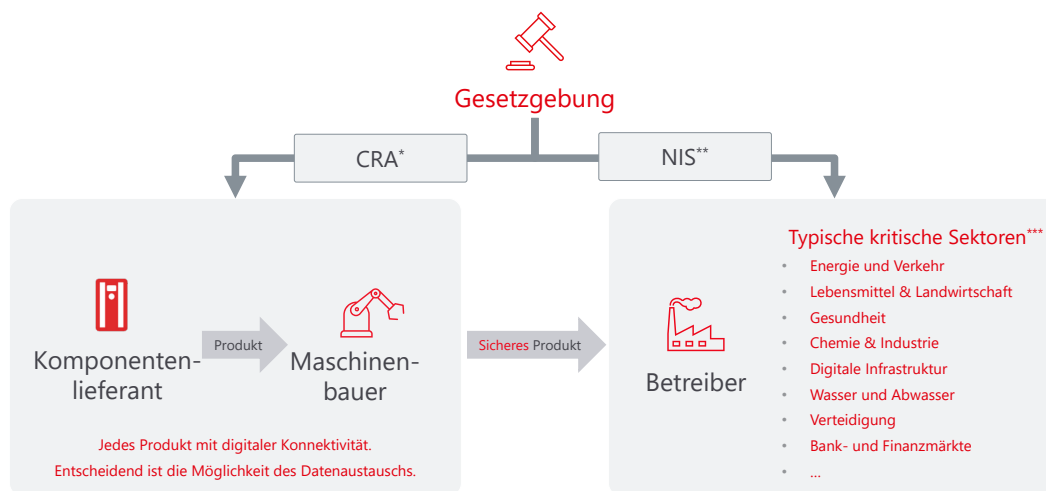 Gesetzgebung
CRA*
NIS**
Komponenten-
lieferant
Produkt
Maschinen-
bauer
Jedes Produkt mit digitaler Konnektivität.
Entscheidend ist die Möglichkeit des Datenaustauschs.
Sicheres Produkt
Betreiber
Typische kritische Sektoren***
• Energie und Verkehr
• Lebensmittel & Landwirtschaft
• Gesundheit
• Chemie & Industrie
• Digitale Infrastruktur
• Wasser und Abwasser
• Verteidigung
• Bank- und Finanzmärkte
• ...